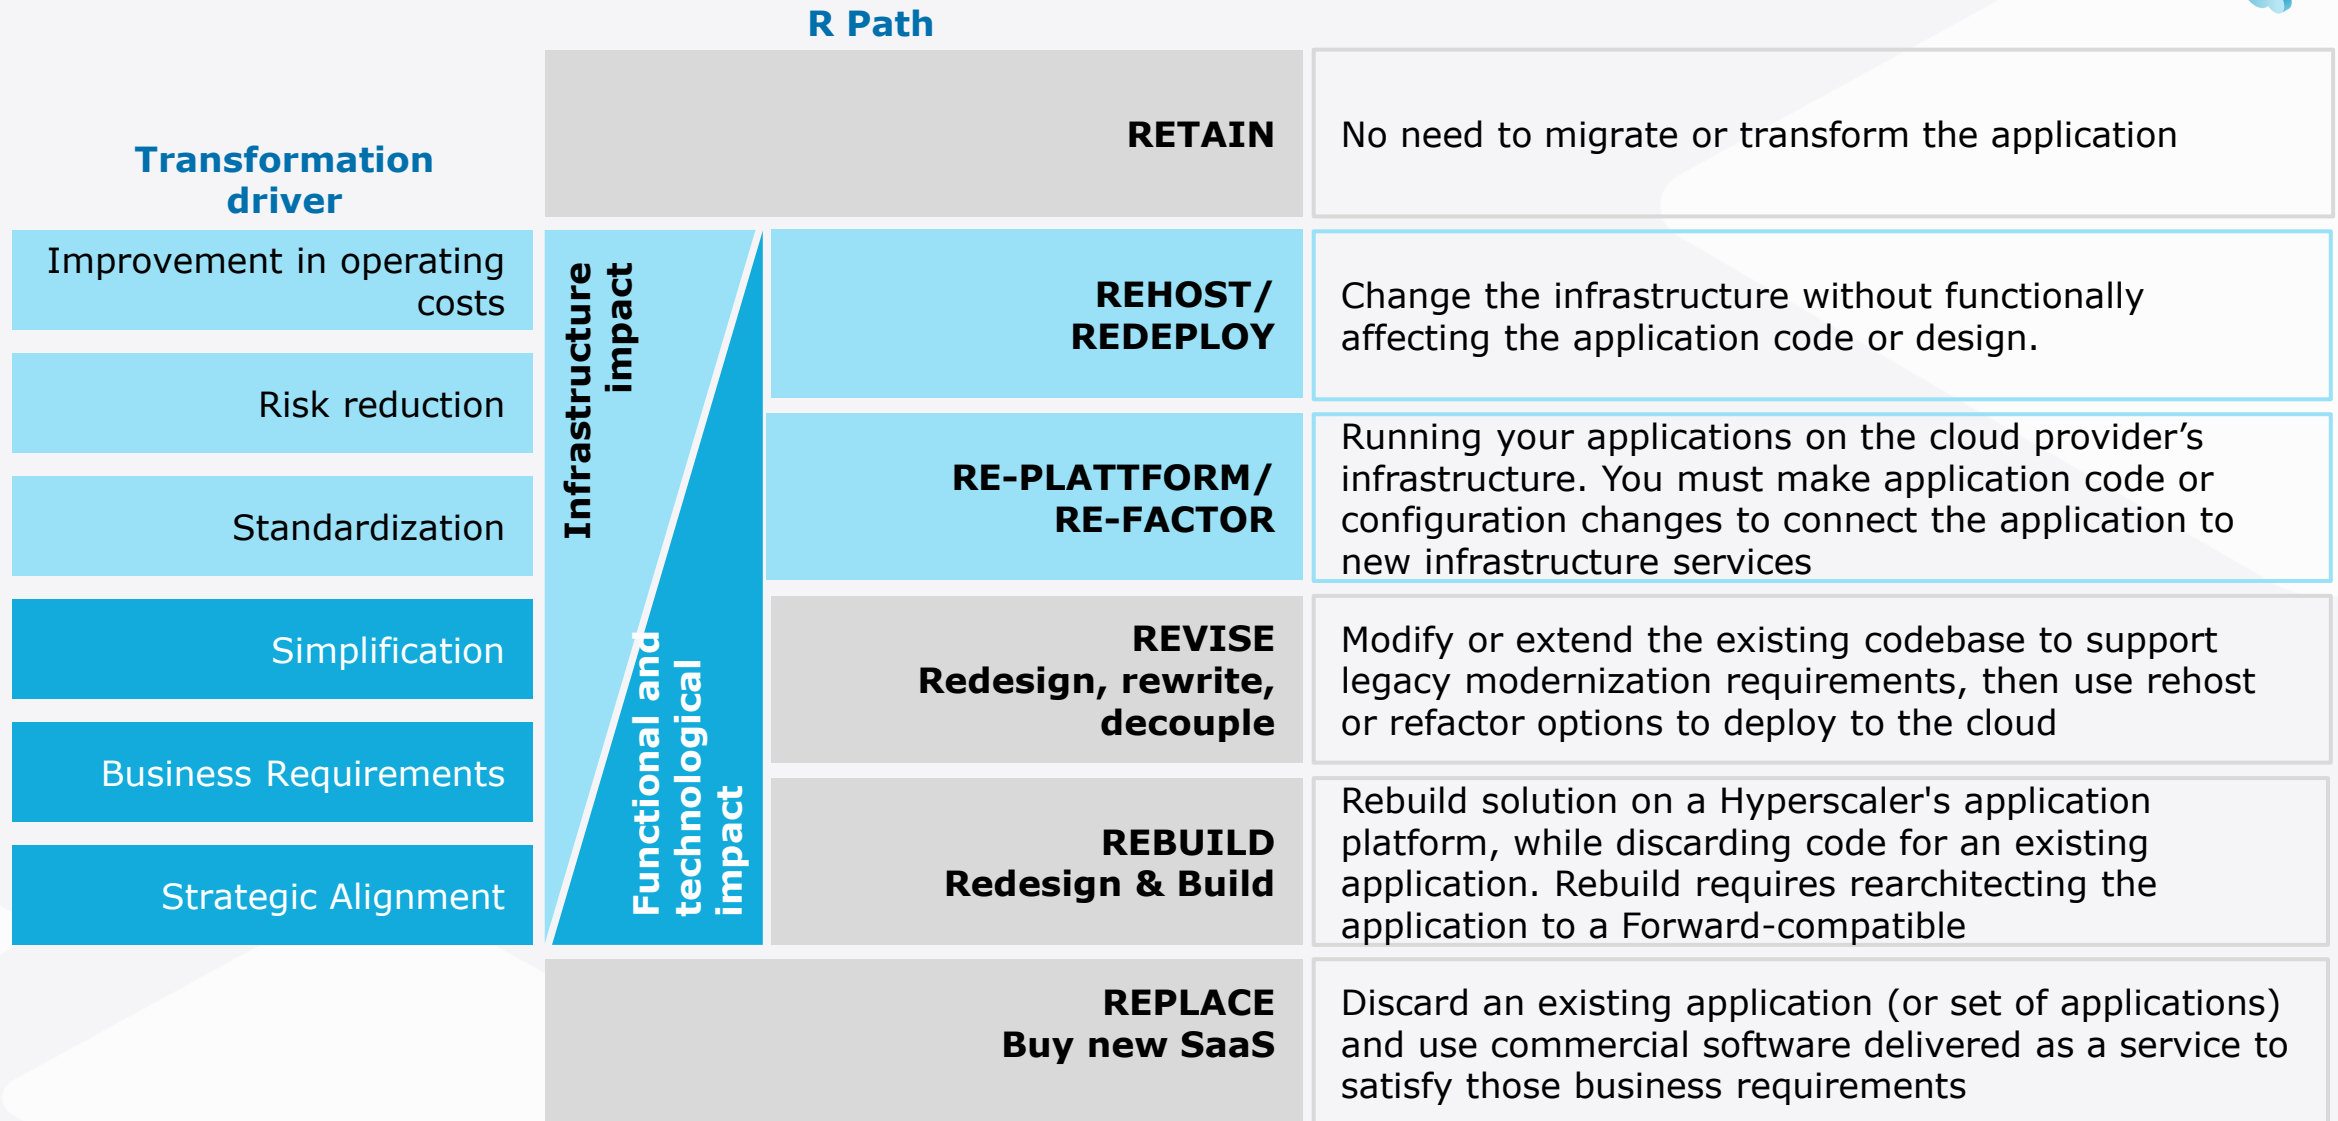 R Path
Transformation
driver
Improvement in operating
costs
Risk reduction
Standardization
Simplification
Business Requirements
Strategic Alignment
Infrastructure
impact
Functional and
technological
impact
RETAIN
No need to migrate or transform the application
REHOST/
REDEPLOY
Change the infrastructure without functionally
affecting the application code or design.
RE-PLATTFORM/
RE-FACTOR
Running your applications on the cloud provider’s
infrastructure. You must make application code or
configuration changes to connect the application to
new infrastructure services
REVISE
Redesign, rewrite,
decouple
Modify or extend the existing codebase to support
legacy modernization requirements, then use rehost
or refactor options to deploy to the cloud
REBUILD
Redesign & Build
Rebuild solution on a Hyperscaler's application
platform, while discarding code for an existing
application. Rebuild requires rearchitecting the
application to a Forward-compatible
REPLACE
Buy new SaaS
Discard an existing application (or set of applications)
and use commercial software delivered as a service to
satisfy those business requirements